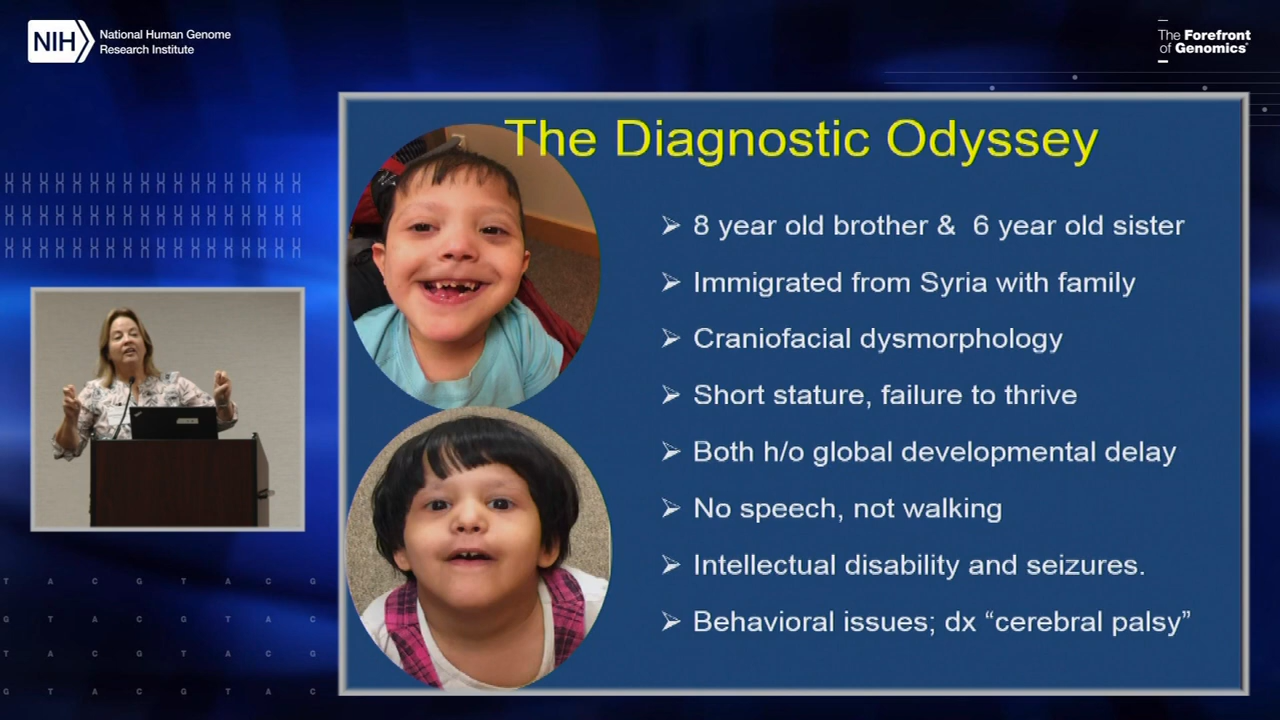 NIH
National Human Genome
Research Institute
The Forefront
of Genomics®
The Diagnostic Odyssey
8 year old brother & 6 year old sister
Immigrated from Syria with family
Craniofacial dysmorphology
Short stature, failure to thrive
Both h/o global developmental delay
No speech, not walking
Intellectual disability and seizures.
Behavioral issues; dx “cerebral palsy”
T A C G T A C G
G T A C G T A C
T A C G T A C G
G T A C G T A C